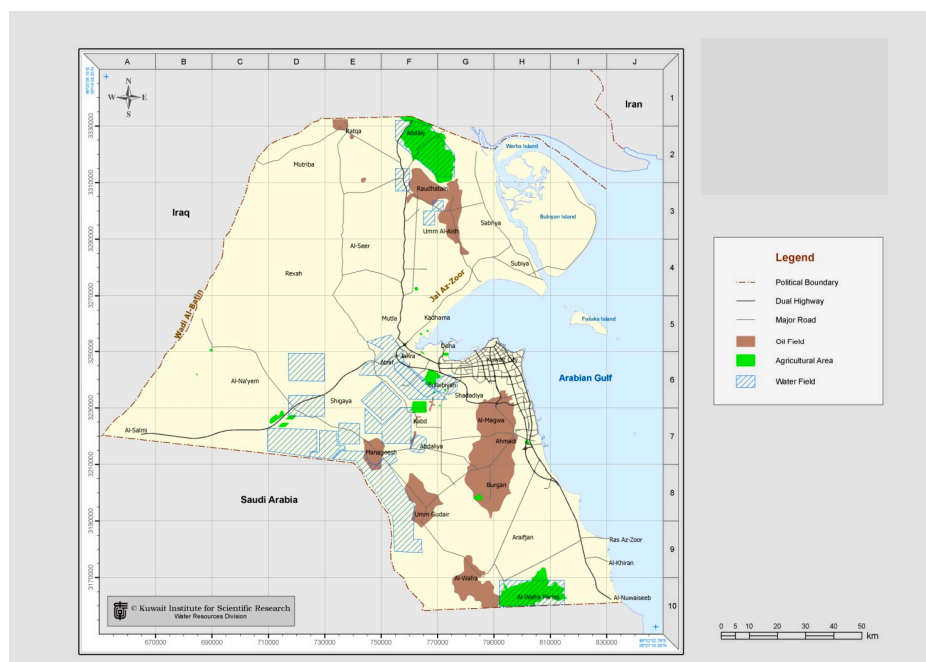 A B C D E F G H J
N
W E
S
1
2
3
4
5
6
7
8
9
10
3330000
3310000
3290000
3270000
3250000
3230000
3210000
3190000
3170000
670000 690000 710000 730000 750000 770000 790000 810000 830000
Iran
Iraq
Saudi Arabia
Arabian Gulf
Wadi Al-Batin
Jal Az-Zoor
Ratqa
Abdaly
Mutriba
Warba Island
Raudhatain
Bubiyan Island
Sabriya
Umm Al-Aish
Al-Seer
Rexah
Subiya
Mutla
Kadhama
Failaka Island
Doha
Jahra
Kuwait City
Atraf
Al-Na'yem
Sulaibiyah
Shadadiya
Shigaya
Kabd
Al-Magwa
Al-Salmi
Ahmadi
Abdaliya
Manageesh
Burgan
Umm Gudair
Araifjan
Ras Az-Zoor
Al-Khiran
Al-Wafra
Al-Wafra Farms
Al-Nuwaiseeb
© Kuwait Institute for Scientific Research
Water Resources Division
Legend
Political Boundary
Dual Highway
Major Road
Oil Field
Agricultural Area
Water Field
0 5 10 20 30 40 50
km